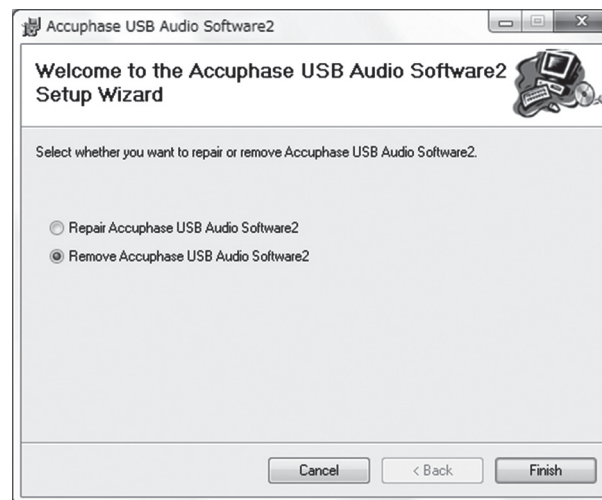 Accuphase USB Audio Software2
Welcome to the Accuphase USB Audio Software2
Setup Wizard
Select whether you want to repair or remove Accuphase USB Audio Software2.
Repair Accuphase USB Audio Software2
Remove Accuphase USB Audio Software2
Cancel
< Back
Finish